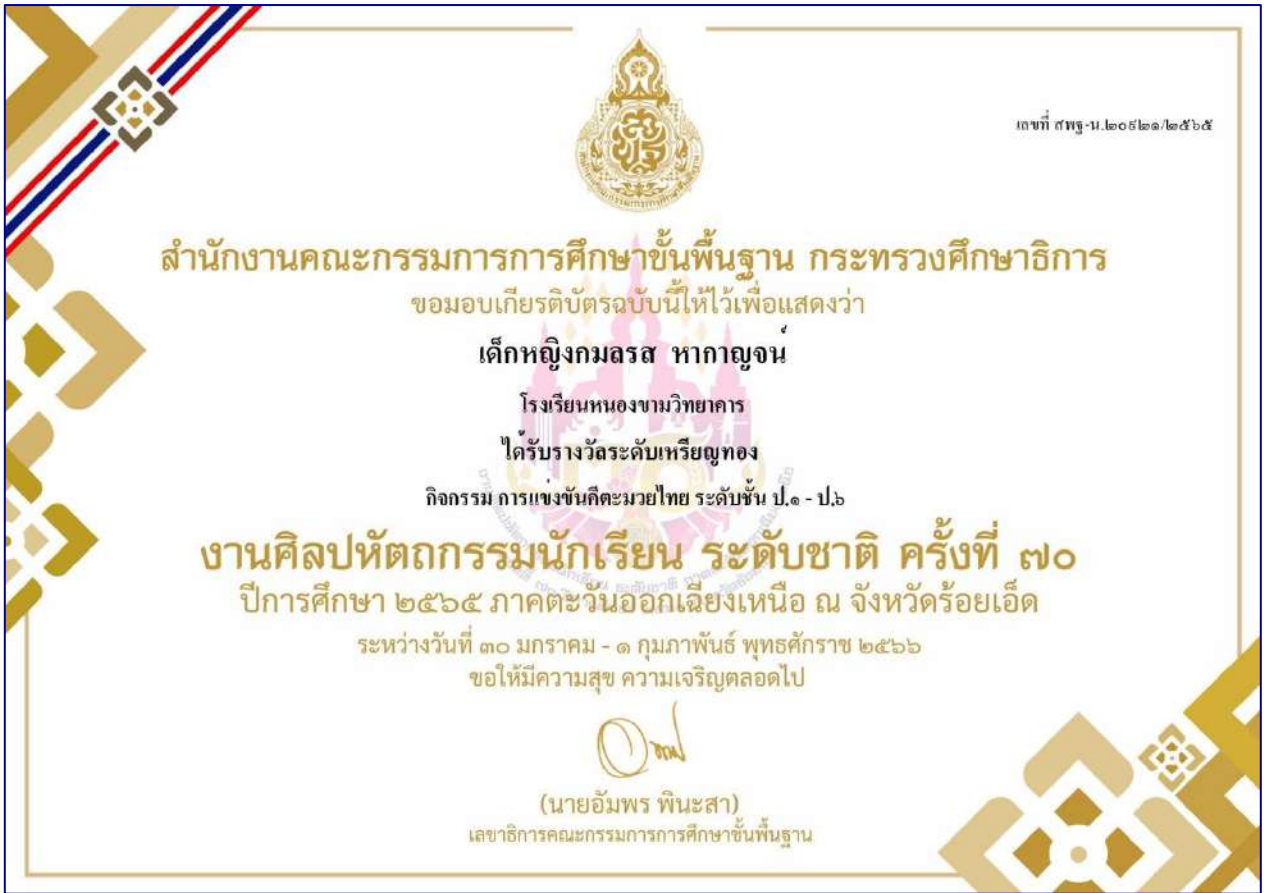 เลขที่ สพฐ-น.๒๐๙๒๑/๒๕๖๕
สำนักงานคณะกรรมการการศึกษาขั้นพื้นฐาน กระทรวงศึกษาธิการ
ขอมอบเกียรติบัตรฉบับนี้ให้ไว้เพื่อแสดงว่า
เด็กหญิงกมลรส หากาญจน์
โรงเรียนหนองขามวิทยาคาร
ได้รับรางวัลระดับเหรียญทอง
กิจกรรม การแข่งขันคีตะมวยไทย ระดับชั้น ป.๑ - ป.๖
งานศิลปหัตถกรรมนักเรียน ระดับชาติ ครั้งที่ ๗๐
ปีการศึกษา ๒๕๖๕ ภาคตะวันออกเฉียงเหนือ ณ จังหวัดร้อยเอ็ด
ระหว่างวันที่ ๓๐ มกราคม - ๑ กุมภาพันธ์ พุทธศักราช ๒๕๖๖
ขอให้มีความสุข ความเจริญตลอดไป
(นายอัมพร พินะสา)
เลขาธิการคณะกรรมการการศึกษาขั้นพื้นฐาน